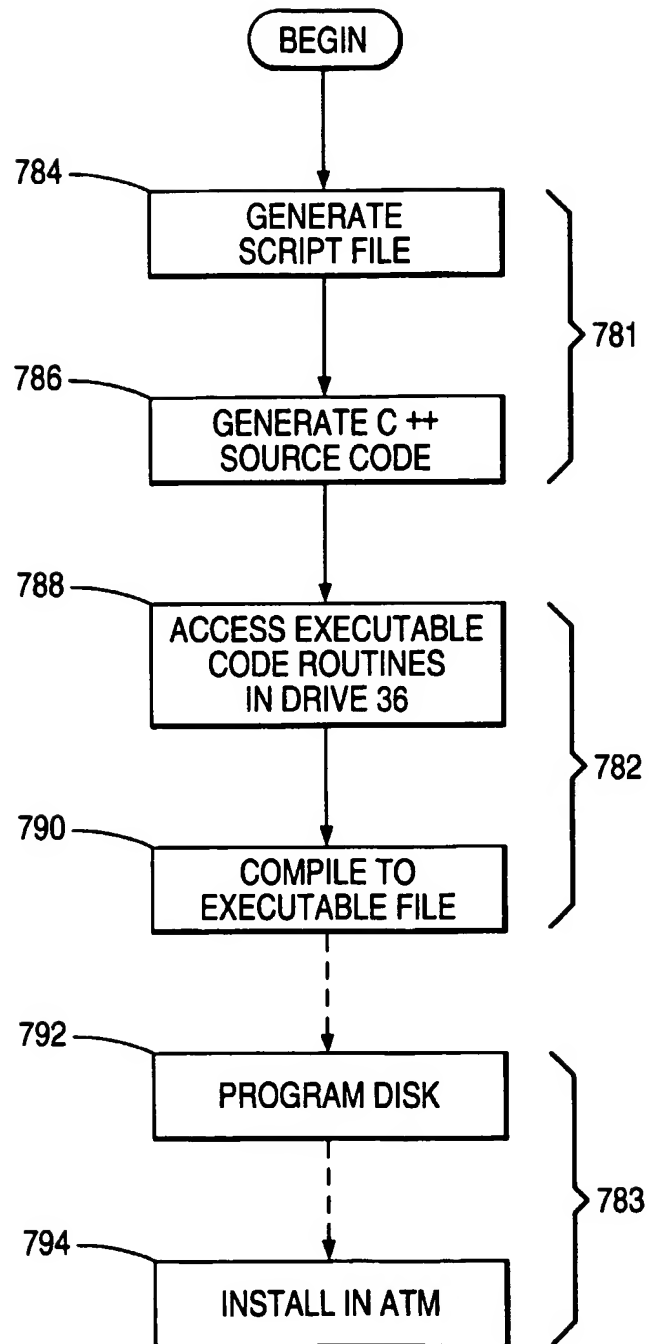 BEGIN
784
GENERATE
SCRIPT FILE
781
786
GENERATE C ++
SOURCE CODE
788
ACCESS EXECUTABLE
CODE ROUTINES
IN DRIVE 36
782
790
COMPILE TO
EXECUTABLE FILE
792
PROGRAM DISK
783
794
INSTALL IN ATM